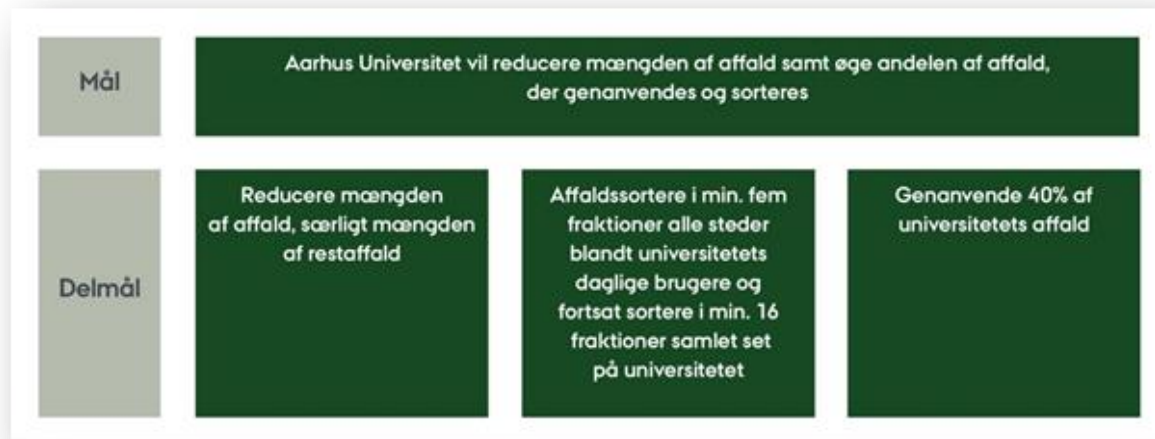 Mål
Aarhus Universitet vil reducere mængden af affald samt øge andelen af affald,
der genanvendes og sorteres
Delmål
Reducere mængden
af affald, særligt mængden
af restaffald
Affaldssortere i min. fem
fraktioner alle steder
blandt universitetets
daglige brugere og
fortsat sortere i min. 16
fraktioner samlet set
på universitetet
Genanvende 40% af
universitetets affald